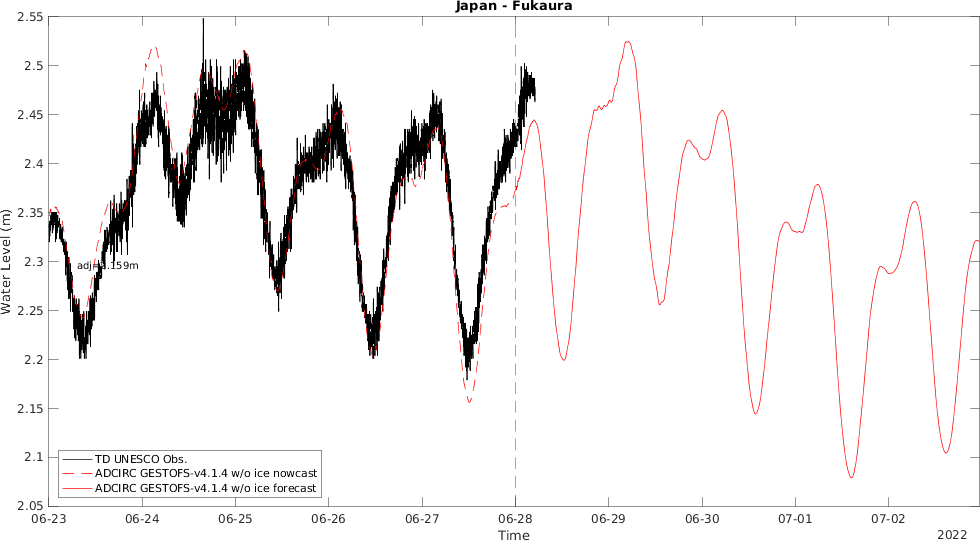 Japan - Fukaura
2.55
2.5
2.45
2.4
2.35
2.3
2.25
2.2
2.15
2.1
2.05
Water Level (m)
TD UNESCO Obs.
ADCIRC GESTOFS-v4.1.4 w/o ice nowcast
ADCIRC GESTOFS-v4.1.4 w/o ice forecast
06-23 06-24 06-25 06-26 06-27 06-28 06-29 06-30 07-01 07-02
Time
2022